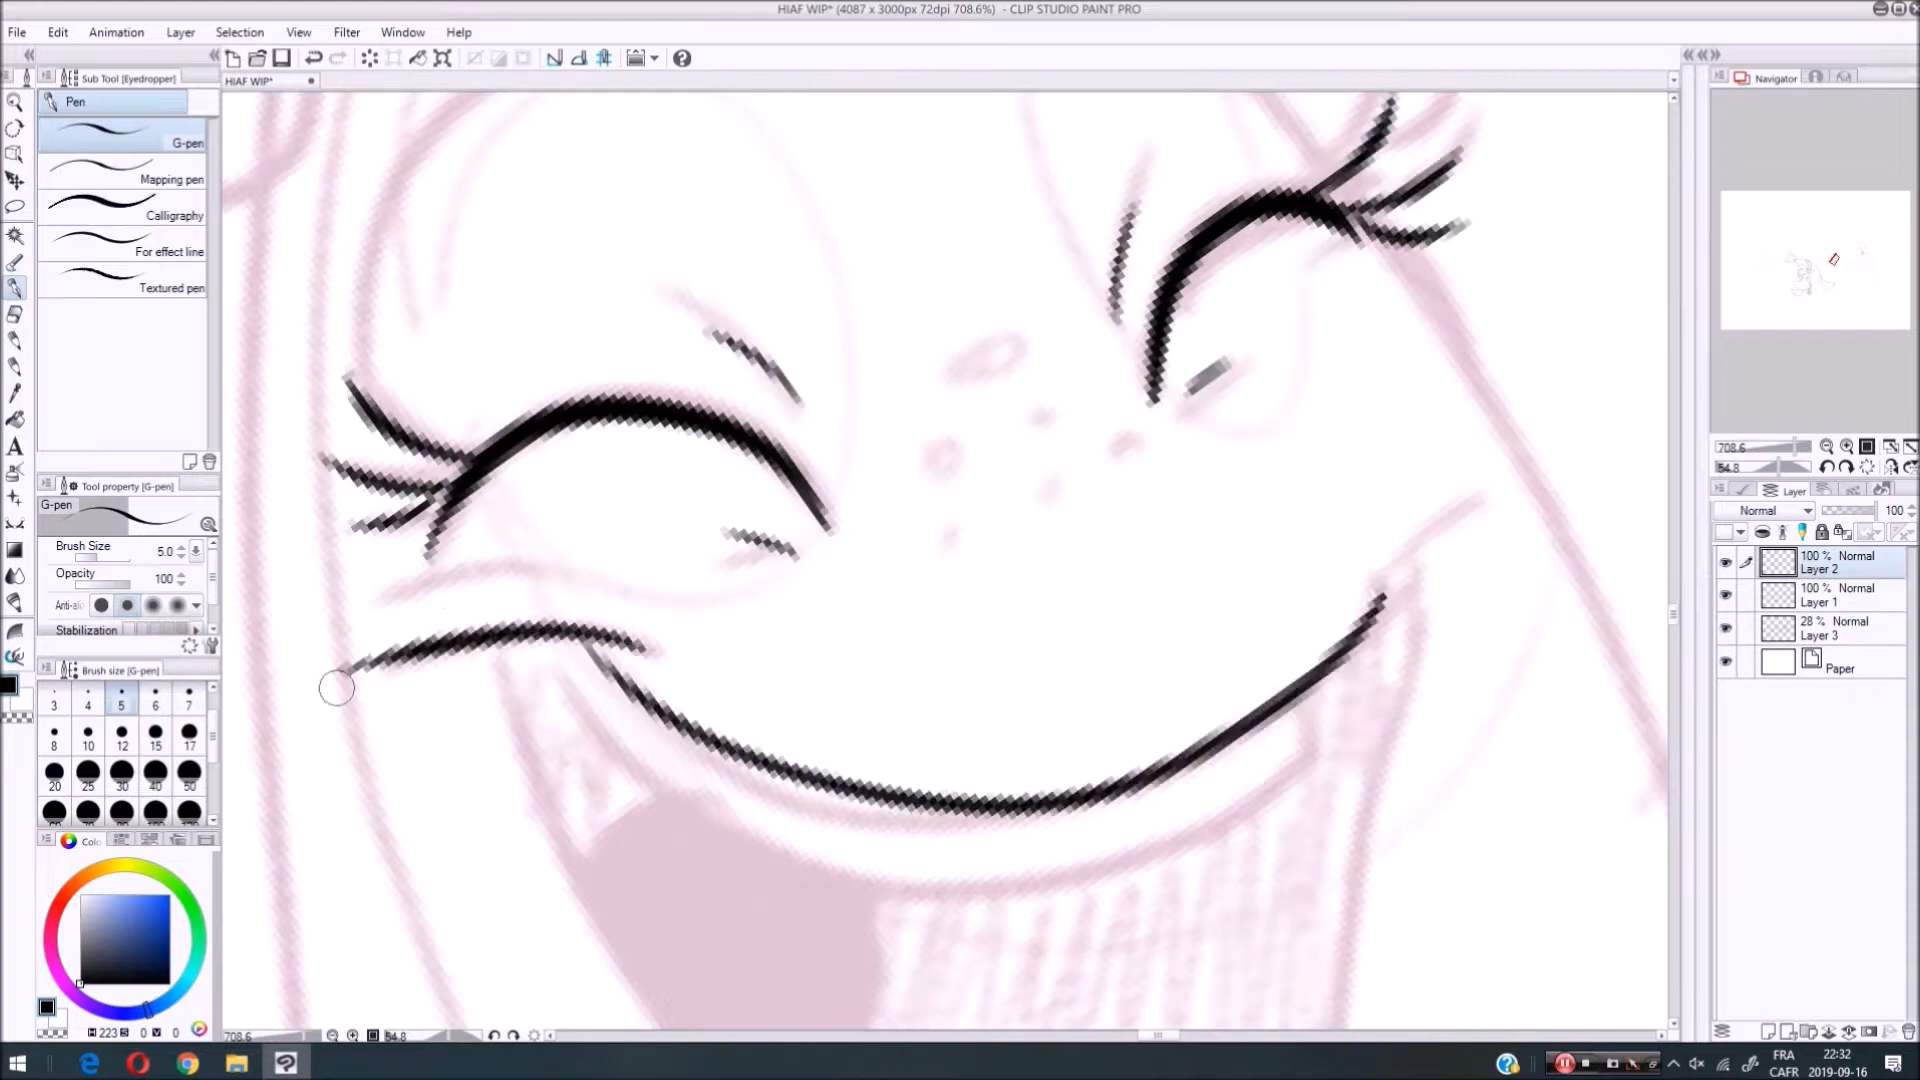 HIAF WIP* (4087 x 3000px 72dpi 708.6%) - CLIP STUDIO PAINT PRO
File Edit Animation Layer Selection View Filter Window Help
HIAF WIP*
Sub Tool [Eyedropper]
Pen
G-pen
Mapping pen
Calligraphy
For effect line
Textured pen
Tool property [G-pen]
G-pen
Brush Size 5.0
Opacity 100
Stabilization
Brush size [G-pen]
3 4 5 6 7
8 10 12 15 17
20 25 30 40 50
Colo
H 223 S 0 V 0
708.6 54.8
Navigator
708.6
54.8
Layer
Normal 100
100 % Normal
Layer 2
100 % Normal
Layer 1
28 % Normal
Layer 3
Paper
FRA
CAFR
22:32
2019-09-16